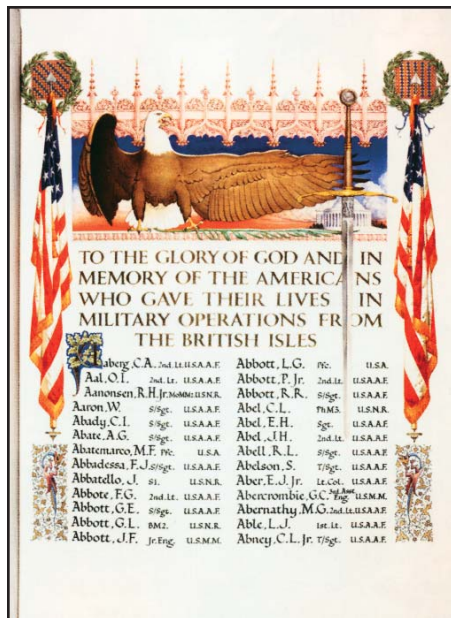 TO THE GLORY OF GOD AND IN
MEMORY OF THE AMERICANS
WHO GAVE THEIR LIVES IN
MILITARY OPERATIONS FROM
THE BRITISH ISLES
Aaberg, C.A. 2nd. Lt. U.S.A.A.F.
Aal, O.I. 2nd. Lt. U.S.A.A.F.
Aanonsen, R.H. Jr. MoMM2 U.S.N.R.
Aaron, W. S/Sgt. U.S.A.A.F.
Abady, C.I. S/Sgt. U.S.A.A.F.
Abate, A.G. S/Sgt. U.S.A.A.F.
Abatemarco, M.F. Pfc. U.S.A.
Abbadessa, F.J. S/Sgt. U.S.A.A.F.
Abbatello, J. S1. U.S.N.R.
Abbote, F.G. 2nd. Lt. U.S.A.A.F.
Abbott, G.E. S/Sgt. U.S.A.A.F.
Abbott, G.L. BM2. U.S.N.R.
Abbott, J.F. Jr. Eng. U.S.M.M.
Abbott, L.G. Pfc. U.S.A.
Abbott, P. Jr. 2nd. Lt. U.S.A.A.F.
Abbott, R.R. S/Sgt. U.S.A.A.F.
Abel, C.L. PhM3. U.S.N.R.
Abel, E.H. Sgt. U.S.A.A.F.
Abel, J.H. 2nd. Lt. U.S.A.A.F.
Abell, R.L. S/Sgt. U.S.A.A.F.
Abelson, S. T/Sgt. U.S.A.A.F.
Aber, E.J. Jr. Lt. Col. U.S.A.A.F.
Abercrombie, G.C. 3rd. Asst. Eng. U.S.M.M.
Abernathy, M.G. 2nd. Lt. U.S.A.A.F.
Able, L.J. 1st. Lt. U.S.A.A.F.
Abney, C.L. Jr. T/Sgt. U.S.A.A.F.